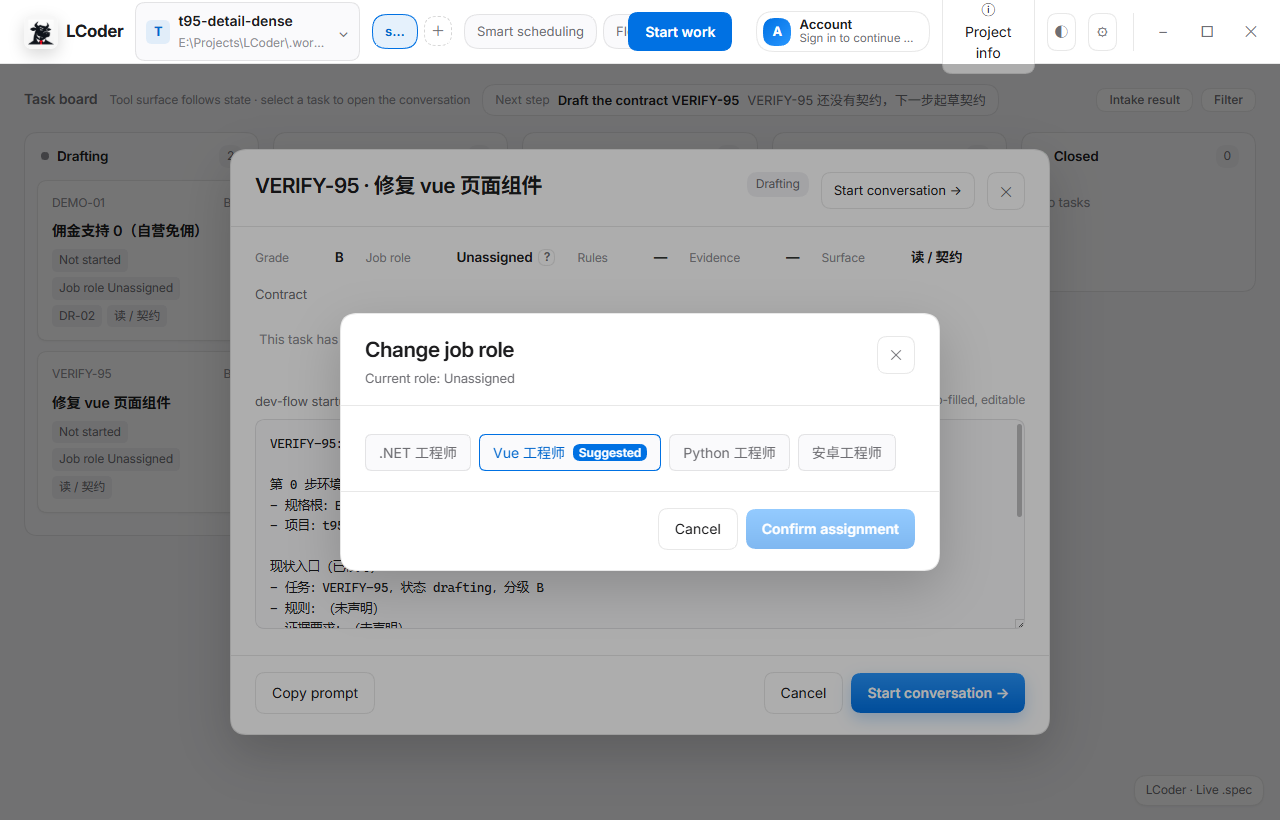 LCoder
T
t95-detail-dense
E:\Projects\LCoder\.wor...
s...
+
Smart scheduling
Start work
A
Account
Sign in to continue ...
Project
info
Task board
Tool surface follows state · select a task to open the conversation
Next step Draft the contract VERIFY-95 VERIFY-95 还没有契约，下一步起草契约
Intake result
Filter
Drafting
2
Closed
0
DEMO-01
B
佣金支持 0（自营免佣）
Not started
Job role Unassigned
DR-02
读 / 契约
VERIFY-95
B
修复 vue 页面组件
Not started
Job role Unassigned
读 / 契约
tasks
VERIFY-95 · 修复 vue 页面组件
Drafting
Start conversation →
Grade B Job role Unassigned ? Rules — Evidence — Surface 读 / 契约
Contract
This task has
dev-flow
-filled, editable
VERIFY-95:
第 0 步环境
- 规格根:
- 项目: t95
现状入口
- 任务: VERIFY-95, 状态 drafting, 分级 B
- 规则: （未声明）
- 证据要求: （未声明）
Copy prompt
Cancel
Start conversation →
Change job role
Current role: Unassigned
.NET 工程师
Vue 工程师 Suggested
Python 工程师
安卓工程师
Cancel
Confirm assignment
LCoder · Live .spec